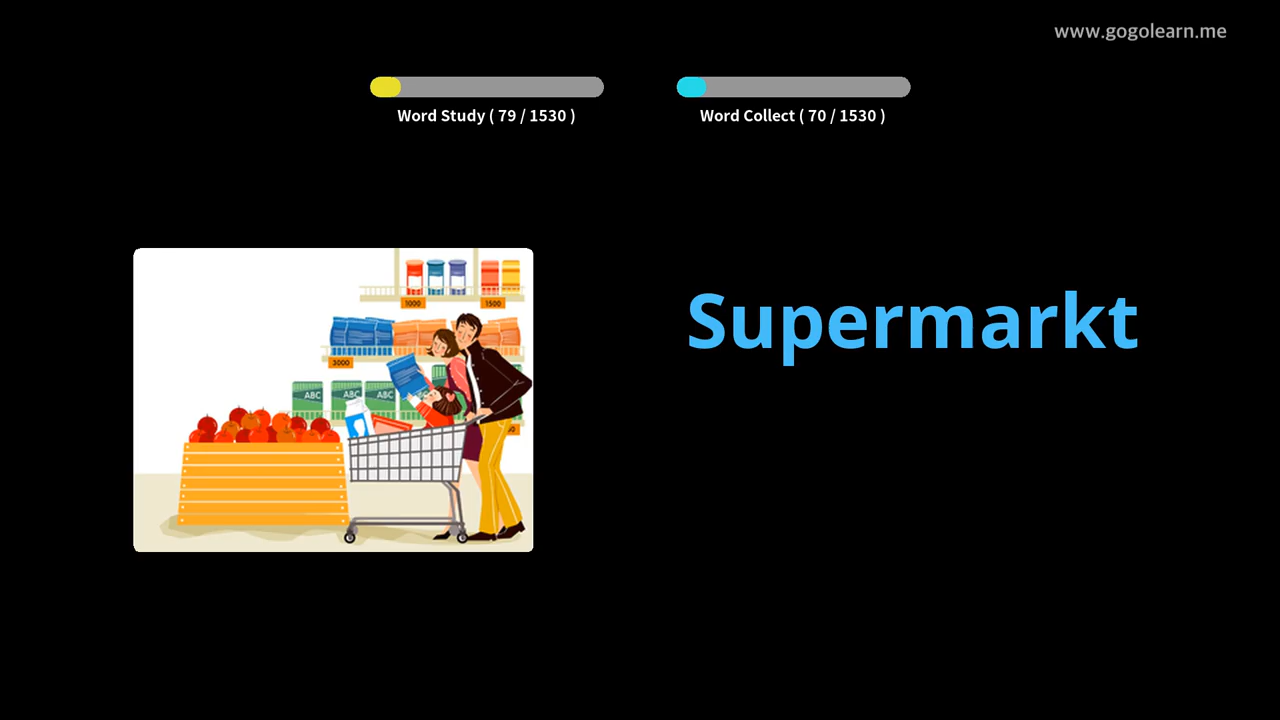 www.gogolearn.me
Word Study ( 79 / 1530 )
Word Collect ( 70 / 1530 )
1000
1500
3000
ABC
ABC
ABC
Supermarkt